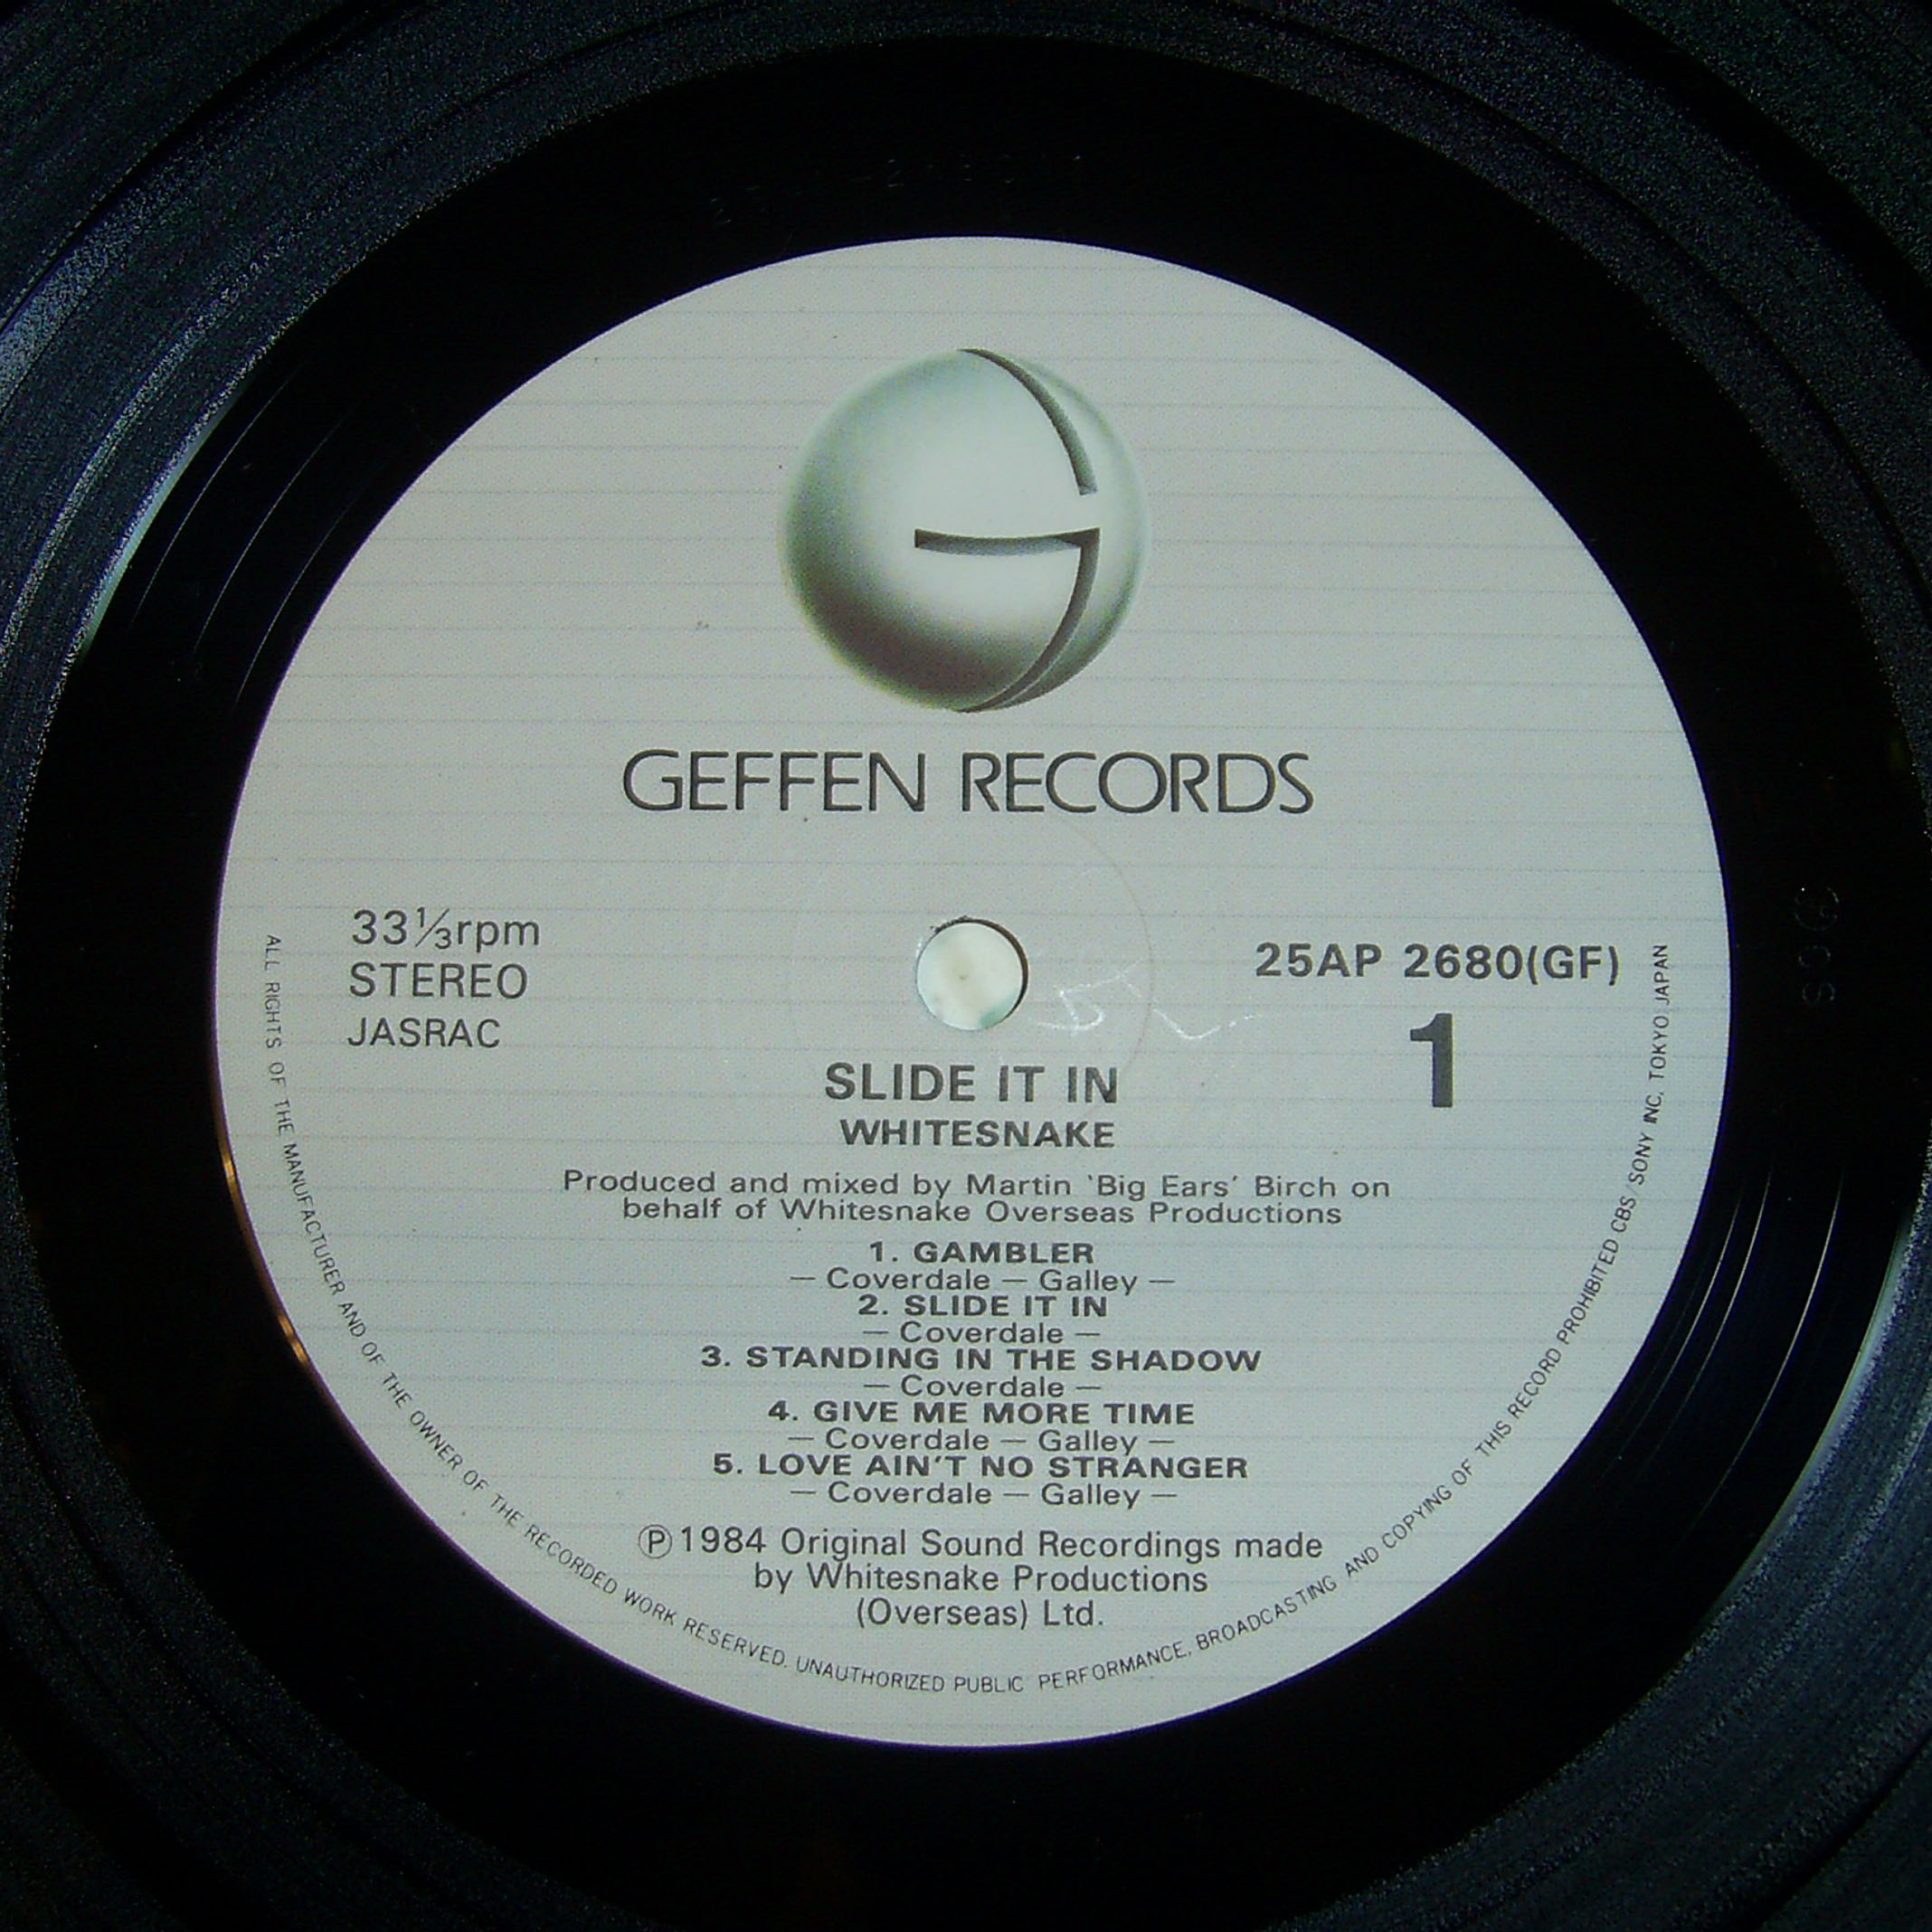 GEFFEN RECORDS
33⅓rpm
STEREO
JASRAC
25AP 2680(GF)
1
SLIDE IT IN
WHITESNAKE
Produced and mixed by Martin 'Big Ears' Birch on
behalf of Whitesnake Overseas Productions
1. GAMBLER
— Coverdale — Galley —
2. SLIDE IT IN
— Coverdale —
3. STANDING IN THE SHADOW
— Coverdale —
4. GIVE ME MORE TIME
— Coverdale — Galley —
5. LOVE AIN'T NO STRANGER
— Coverdale — Galley —
Ⓟ1984 Original Sound Recordings made
by Whitesnake Productions
(Overseas) Ltd.
ALL RIGHTS OF THE MANUFACTURER AND OF THE OWNER OF THE RECORDED WORK RESERVED. UNAUTHORIZED PUBLIC PERFORMANCE, BROADCASTING AND COPYING OF THIS RECORD PROHIBITED CBS/SONY INC. TOKYO. JAPAN